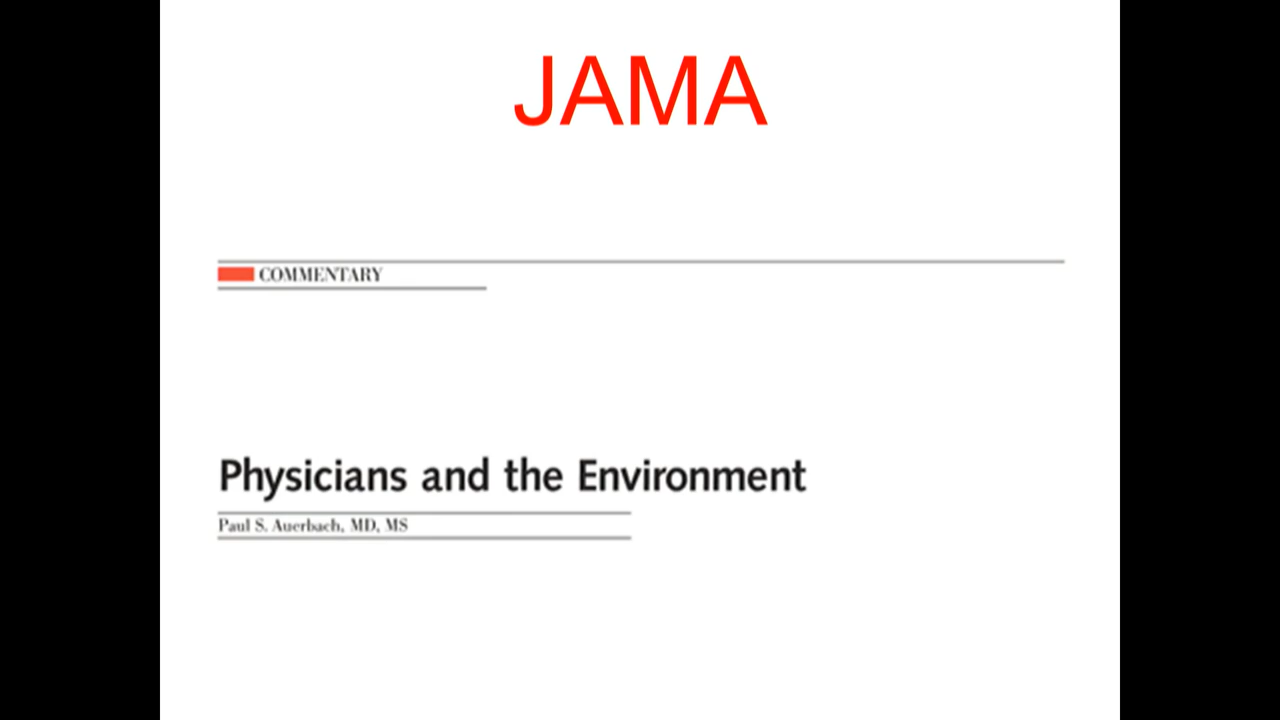 JAMA
COMMENTARY
Physicians and the Environment
Paul S. Auerbach, MD, MS